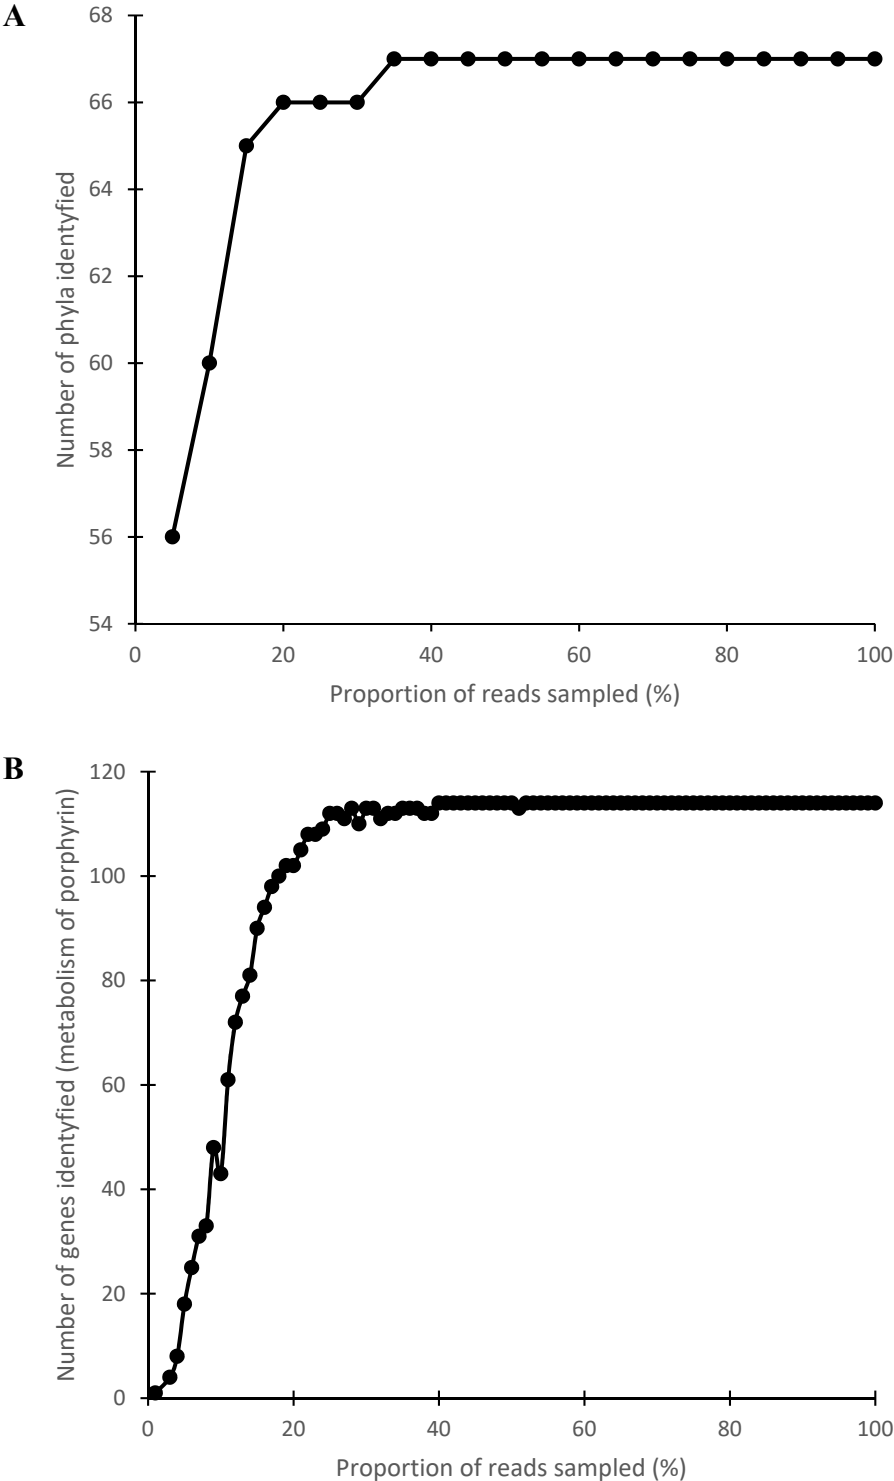 A
68
66
64
62
60
58
56
54
Number of phyla identyfied
0 20 40 60 80 100
Proportion of reads sampled (%)
B
120
100
80
60
40
20
0
Number of genes identyfied (metabolism of porphyrin)
0 20 40 60 80 100
Proportion of reads sampled (%)